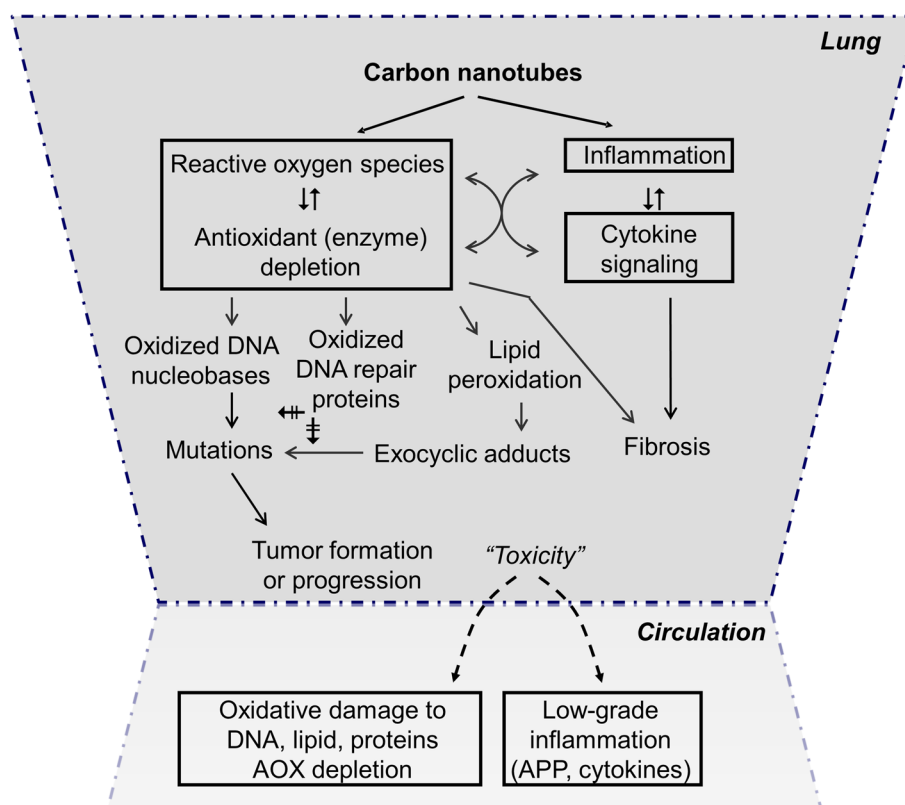 Lung
Carbon nanotubes
Reactive oxygen species
Antioxidant (enzyme)
depletion
Inflammation
Cytokine
signaling
Oxidized DNA
nucleobases
Oxidized
DNA repair
proteins
Lipid
peroxidation
Mutations
Exocyclic adducts
Fibrosis
Tumor formation
or progression
“Toxicity”
Circulation
Oxidative damage to
DNA, lipid, proteins
AOX depletion
Low-grade
inflammation
(APP, cytokines)